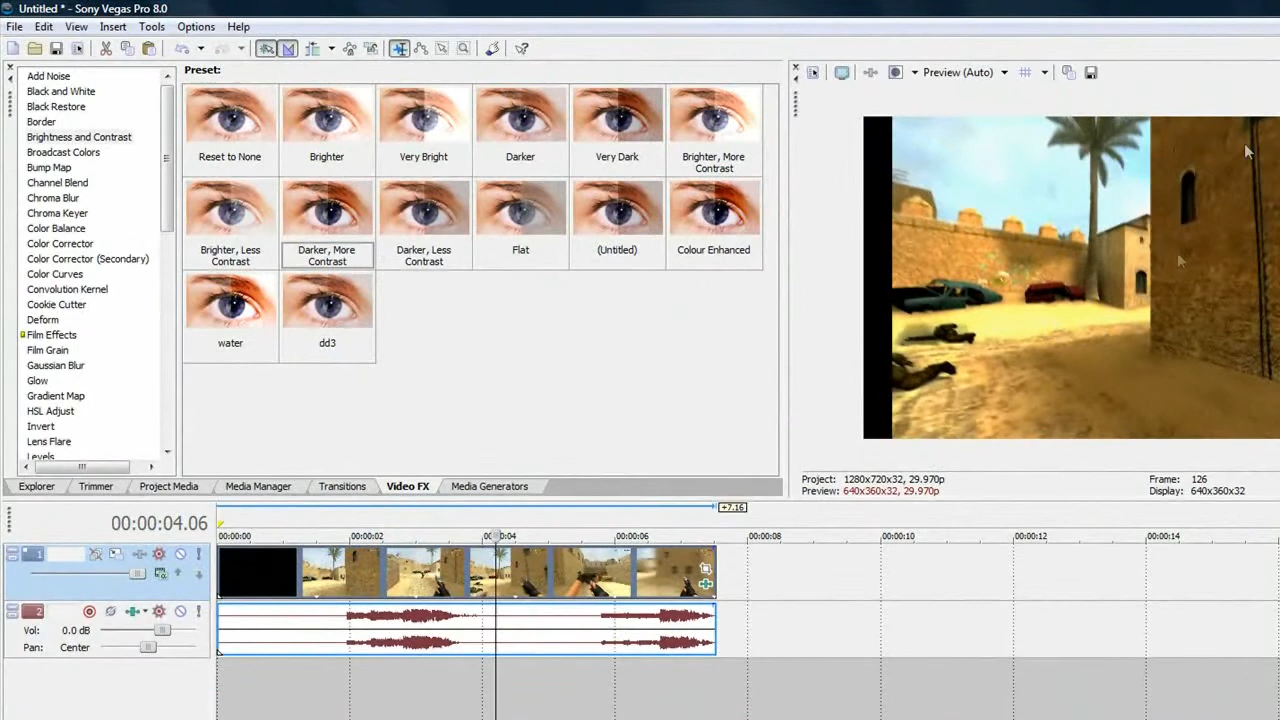 Untitled * - Sony Vegas Pro 8.0
File Edit View Insert Tools Options Help
Add Noise
Black and White
Black Restore
Border
Brightness and Contrast
Broadcast Colors
Bump Map
Channel Blend
Chroma Blur
Chroma Keyer
Color Balance
Color Corrector
Color Corrector (Secondary)
Color Curves
Convolution Kernel
Cookie Cutter
Deform
Film Effects
Film Grain
Gaussian Blur
Glow
Gradient Map
HSL Adjust
Invert
Lens Flare
Levels
Preset:
Reset to None
Brighter
Very Bright
Darker
Very Dark
Brighter, More
Contrast
Brighter, Less
Contrast
Darker, More
Contrast
Darker, Less
Contrast
Flat
(Untitled)
Colour Enhanced
water
dd3
Preview (Auto)
Project: 1280x720x32, 29.970p
Preview: 640x360x32, 29.970p
Frame: 126
Display: 640x360x32
Explorer Trimmer Project Media Media Manager Transitions Video FX Media Generators
00:00:04.06
+7.16
00:00:00 00:00:02 00:00:04 00:00:06 00:00:08 00:00:10 00:00:12 00:00:14
1
2
Vol: 0.0 dB
Pan: Center